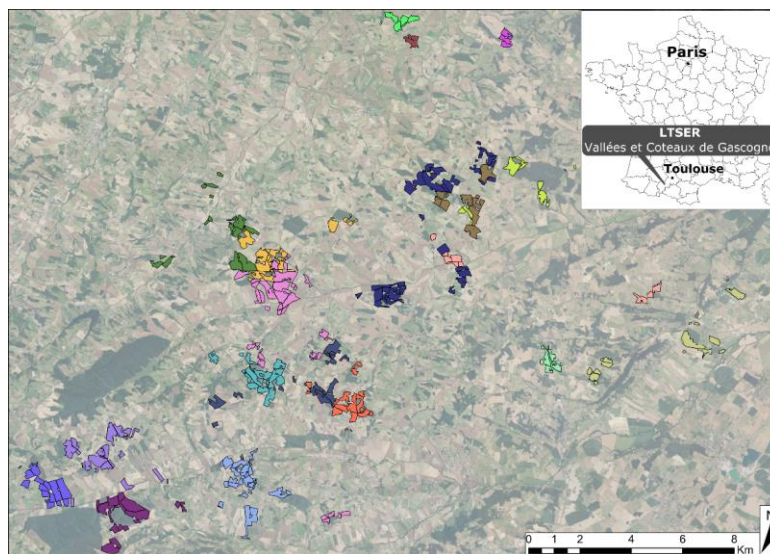 Paris
LTSER
Vallées et Coteaux de Gascogne
Toulouse
N
0 1 2 4 6 8
Km